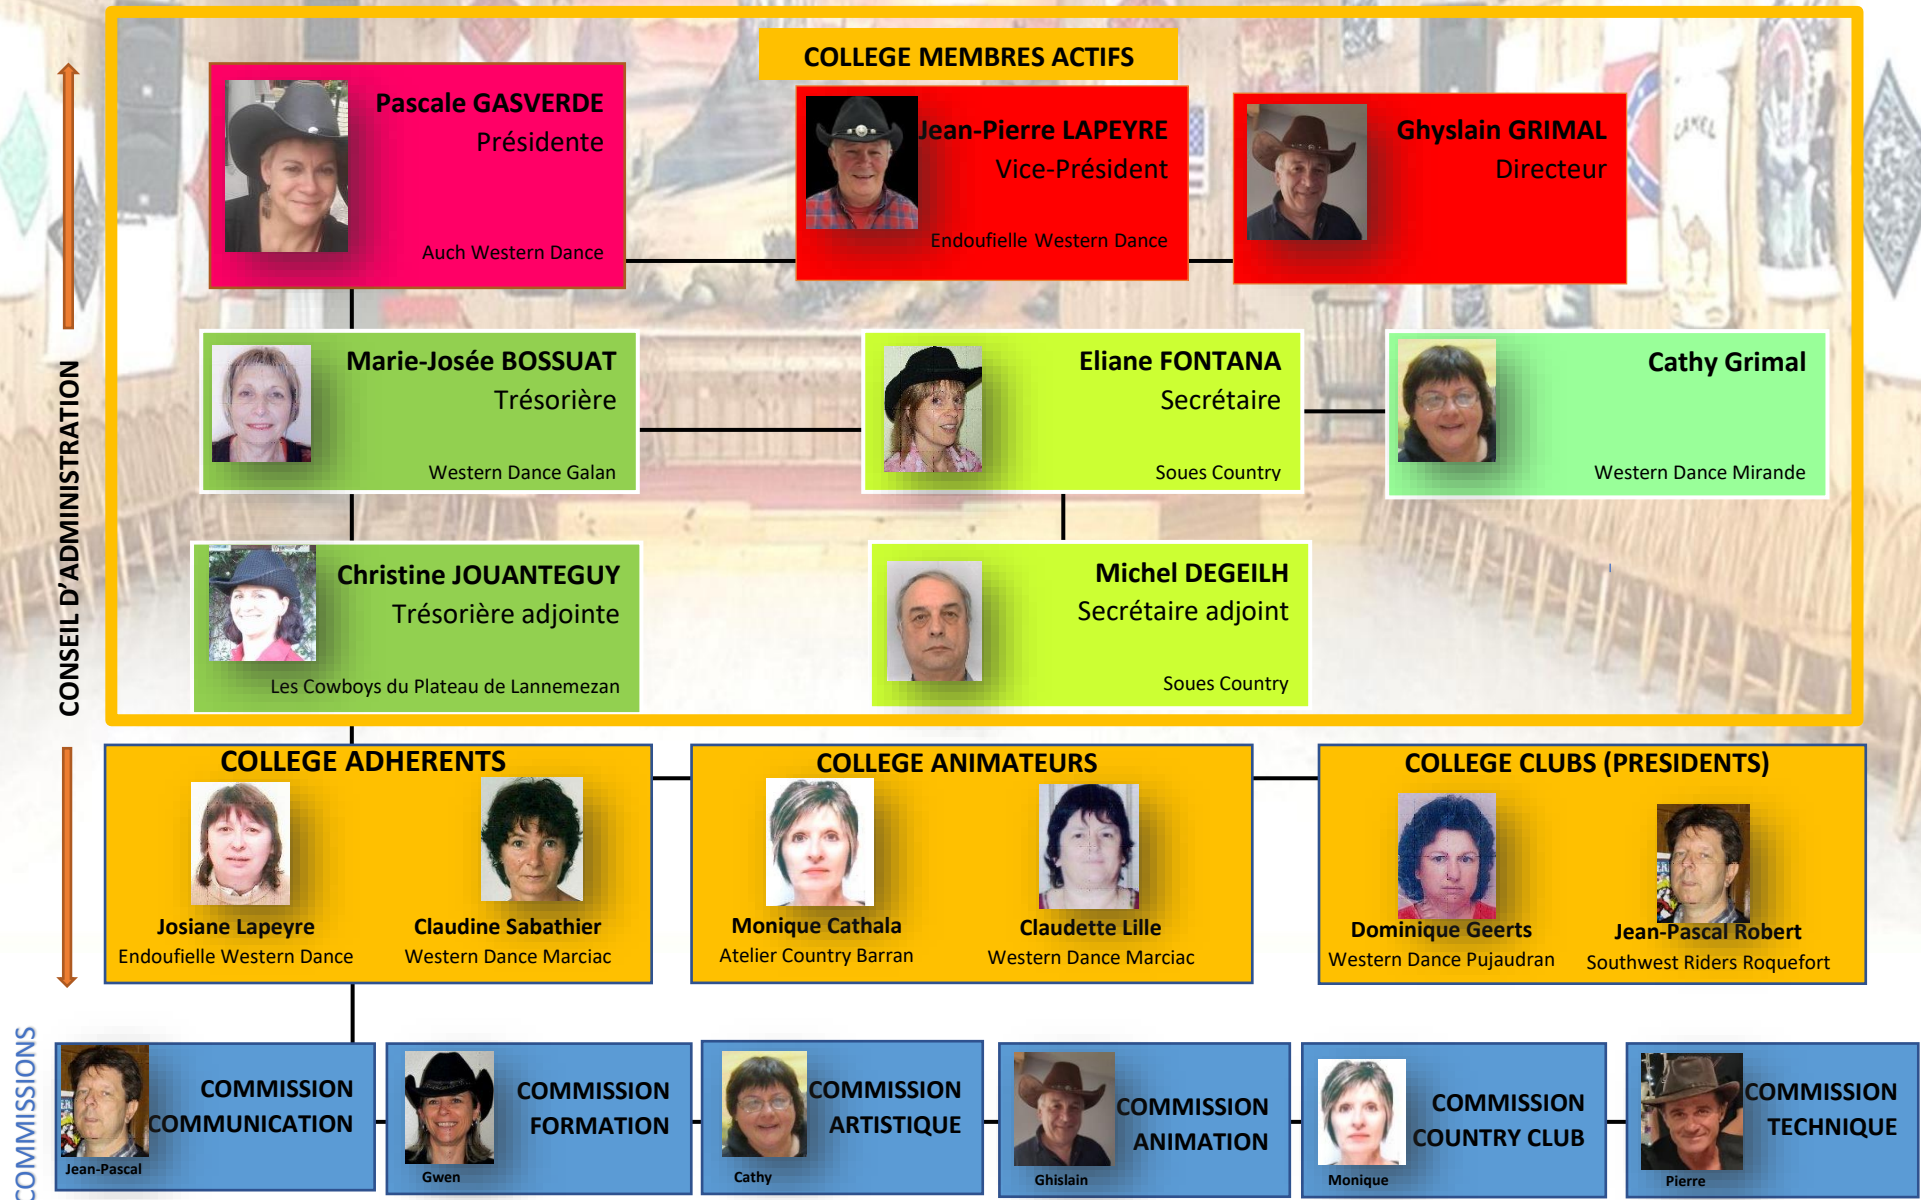 COLLEGE MEMBRES ACTIFS
Pascale GASVERDE
Présidente
Auch Western Dance
Jean-Pierre LAPEYRE
Vice-Président
Endoufielle Western Dance
Ghyslain GRIMAL
Directeur
CAMEL
CONSEIL D'ADMINISTRATION
Marie-Josée BOSSUAT
Trésorière
Western Dance Galan
Eliane FONTANA
Secrétaire
Soues Country
Cathy Grimal
Western Dance Mirande
Christine JOUANTEGUY
Trésorière adjointe
Les Cowboys du Plateau de Lannemezan
Michel DEGEILH
Secrétaire adjoint
Soues Country
COLLEGE ADHERENTS
Josiane Lapeyre
Endoufielle Western Dance
Claudine Sabathier
Western Dance Marciac
COLLEGE ANIMATEURS
Monique Cathala
Atelier Country Barran
Claudette Lille
Western Dance Marciac
COLLEGE CLUBS (PRESIDENTS)
Dominique Geerts
Western Dance Pujaudran
Jean-Pascal Robert
Southwest Riders Roquefort
COMMISSIONS
COMMISSION
COMMUNICATION
Jean-Pascal
COMMISSION
FORMATION
Gwen
COMMISSION
ARTISTIQUE
Cathy
COMMISSION
ANIMATION
Ghislain
COMMISSION
COUNTRY CLUB
Monique
COMMISSION
TECHNIQUE
Pierre